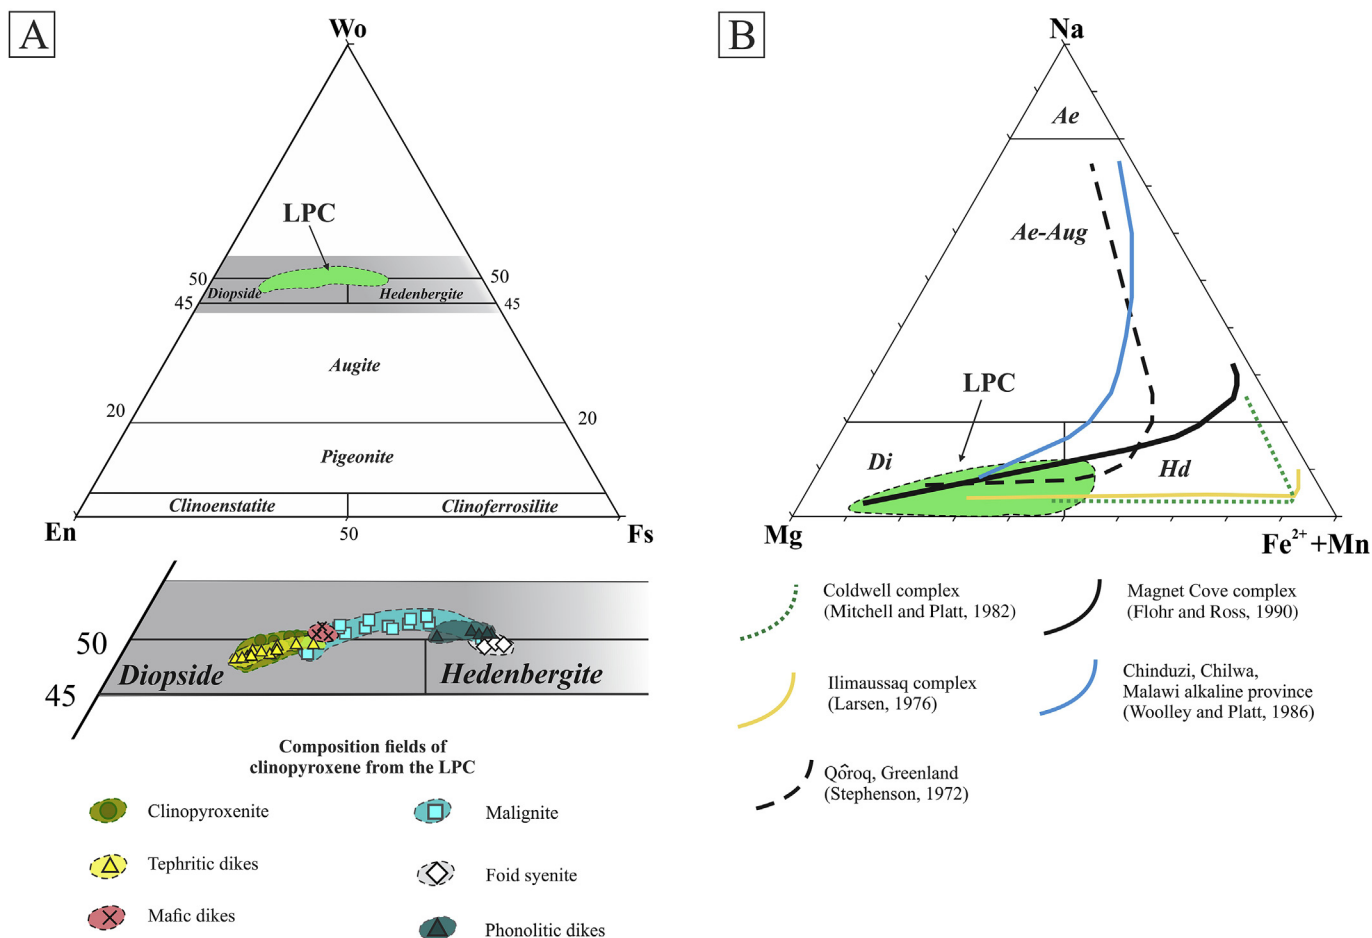 A
Wo
LPC
50
50
Diopside
Hedenbergite
45
45
Augite
20
20
Pigeonite
Clinoenstatite
Clinoferrosilite
En
50
Fs
50
Diopside
Hedenbergite
45
Composition fields of
clinopyroxene from the LPC
Clinopyroxenite
Malignite
Tephritic dikes
Foid syenite
Mafic dikes
Phonolitic dikes
B
Na
Ae
Ae-Aug
LPC
Di
Hd
Mg
Fe²⁺+Mn
Coldwell complex
(Mitchell and Platt, 1982)
Magnet Cove complex
(Flohr and Ross, 1990)
Ilimaussaq complex
(Larsen, 1976)
Chinduzi, Chilwa,
Malawi alkaline province
(Woolley and Platt, 1986)
Qôroq, Greenland
(Stephenson, 1972)